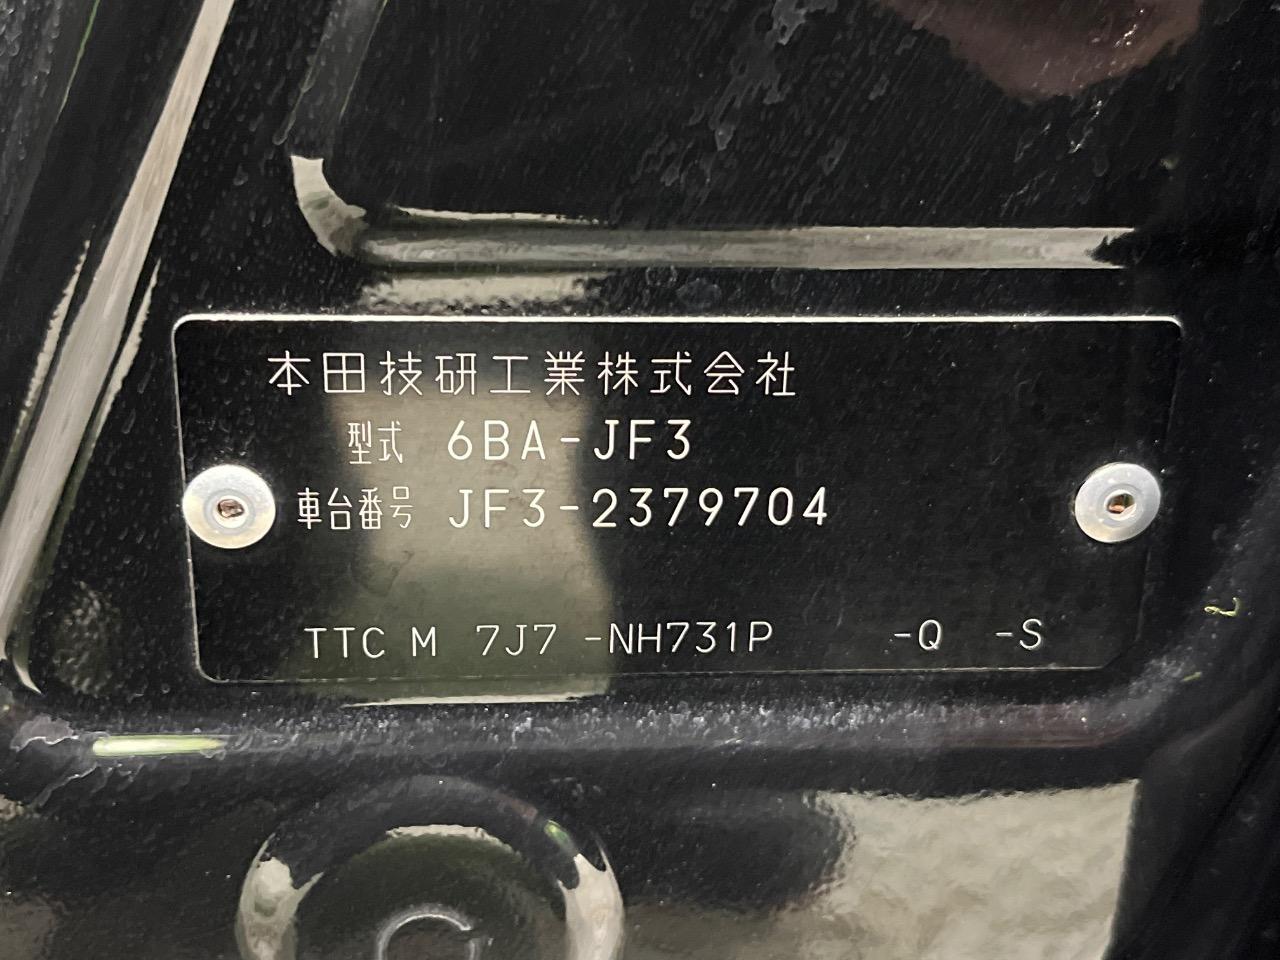 本田技研工業株式会社
型式 6BA-JF3
車台番号 JF3-2379704
TTC M 7J7 -NH731P -Q -S